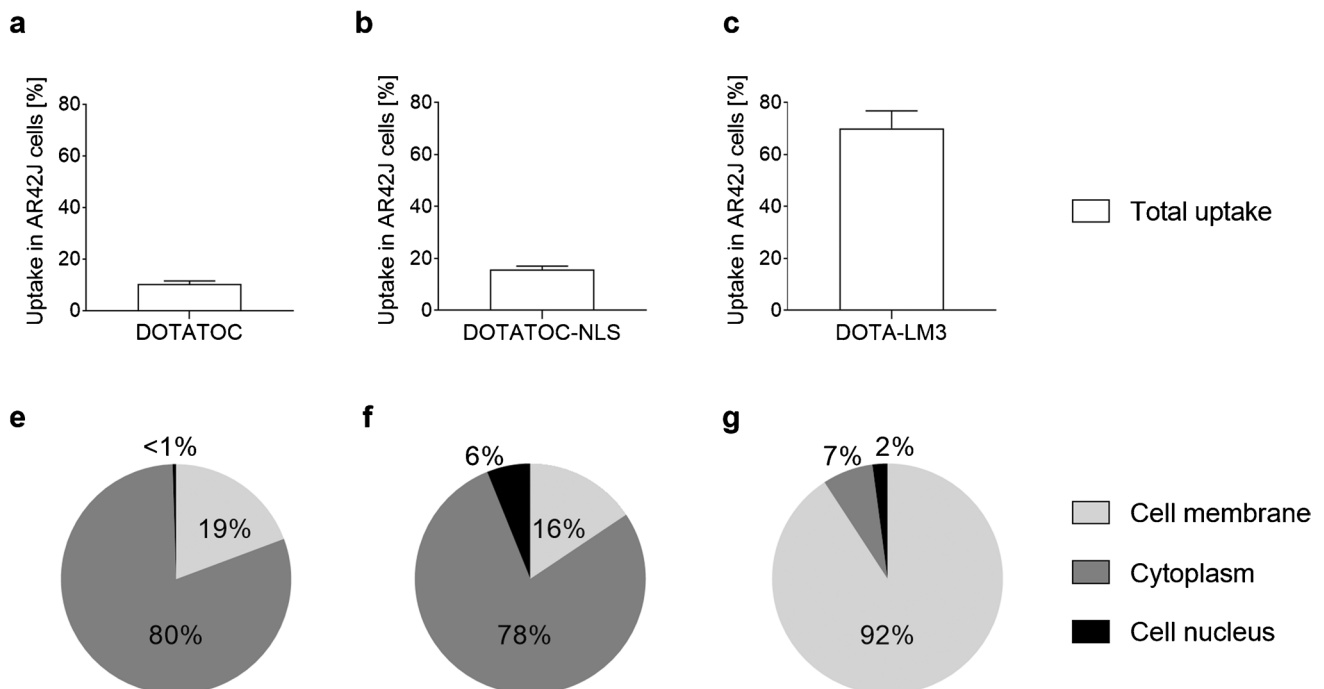 a
b
c
Uptake in AR42J cells [%]
80
60
40
20
0
DOTATOC
Uptake in AR42J cells [%]
80
60
40
20
0
DOTATOC-NLS
Uptake in AR42J cells [%]
80
60
40
20
0
DOTA-LM3
Total uptake
e
<1%
19%
80%
f
6%
16%
78%
g
7%
2%
92%
Cell membrane
Cytoplasm
Cell nucleus